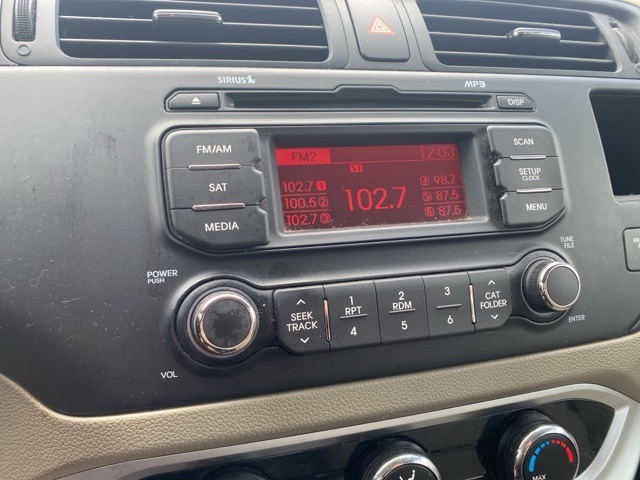 SIRIUS
MP3
DISP
FM/AM
SAT
MEDIA
FM2
12:03
ST
102.7 1
100.5 2
102.7 3
102.7
4 98.7
5 87.5
6 87.5
SCAN
SETUP
CLOCK
MENU
POWER
PUSH
VOL
SEEK
TRACK
1
RPT
4
2
RDM
5
3
6
CAT
FOLDER
TUNE
FILE
ENTER
MAX